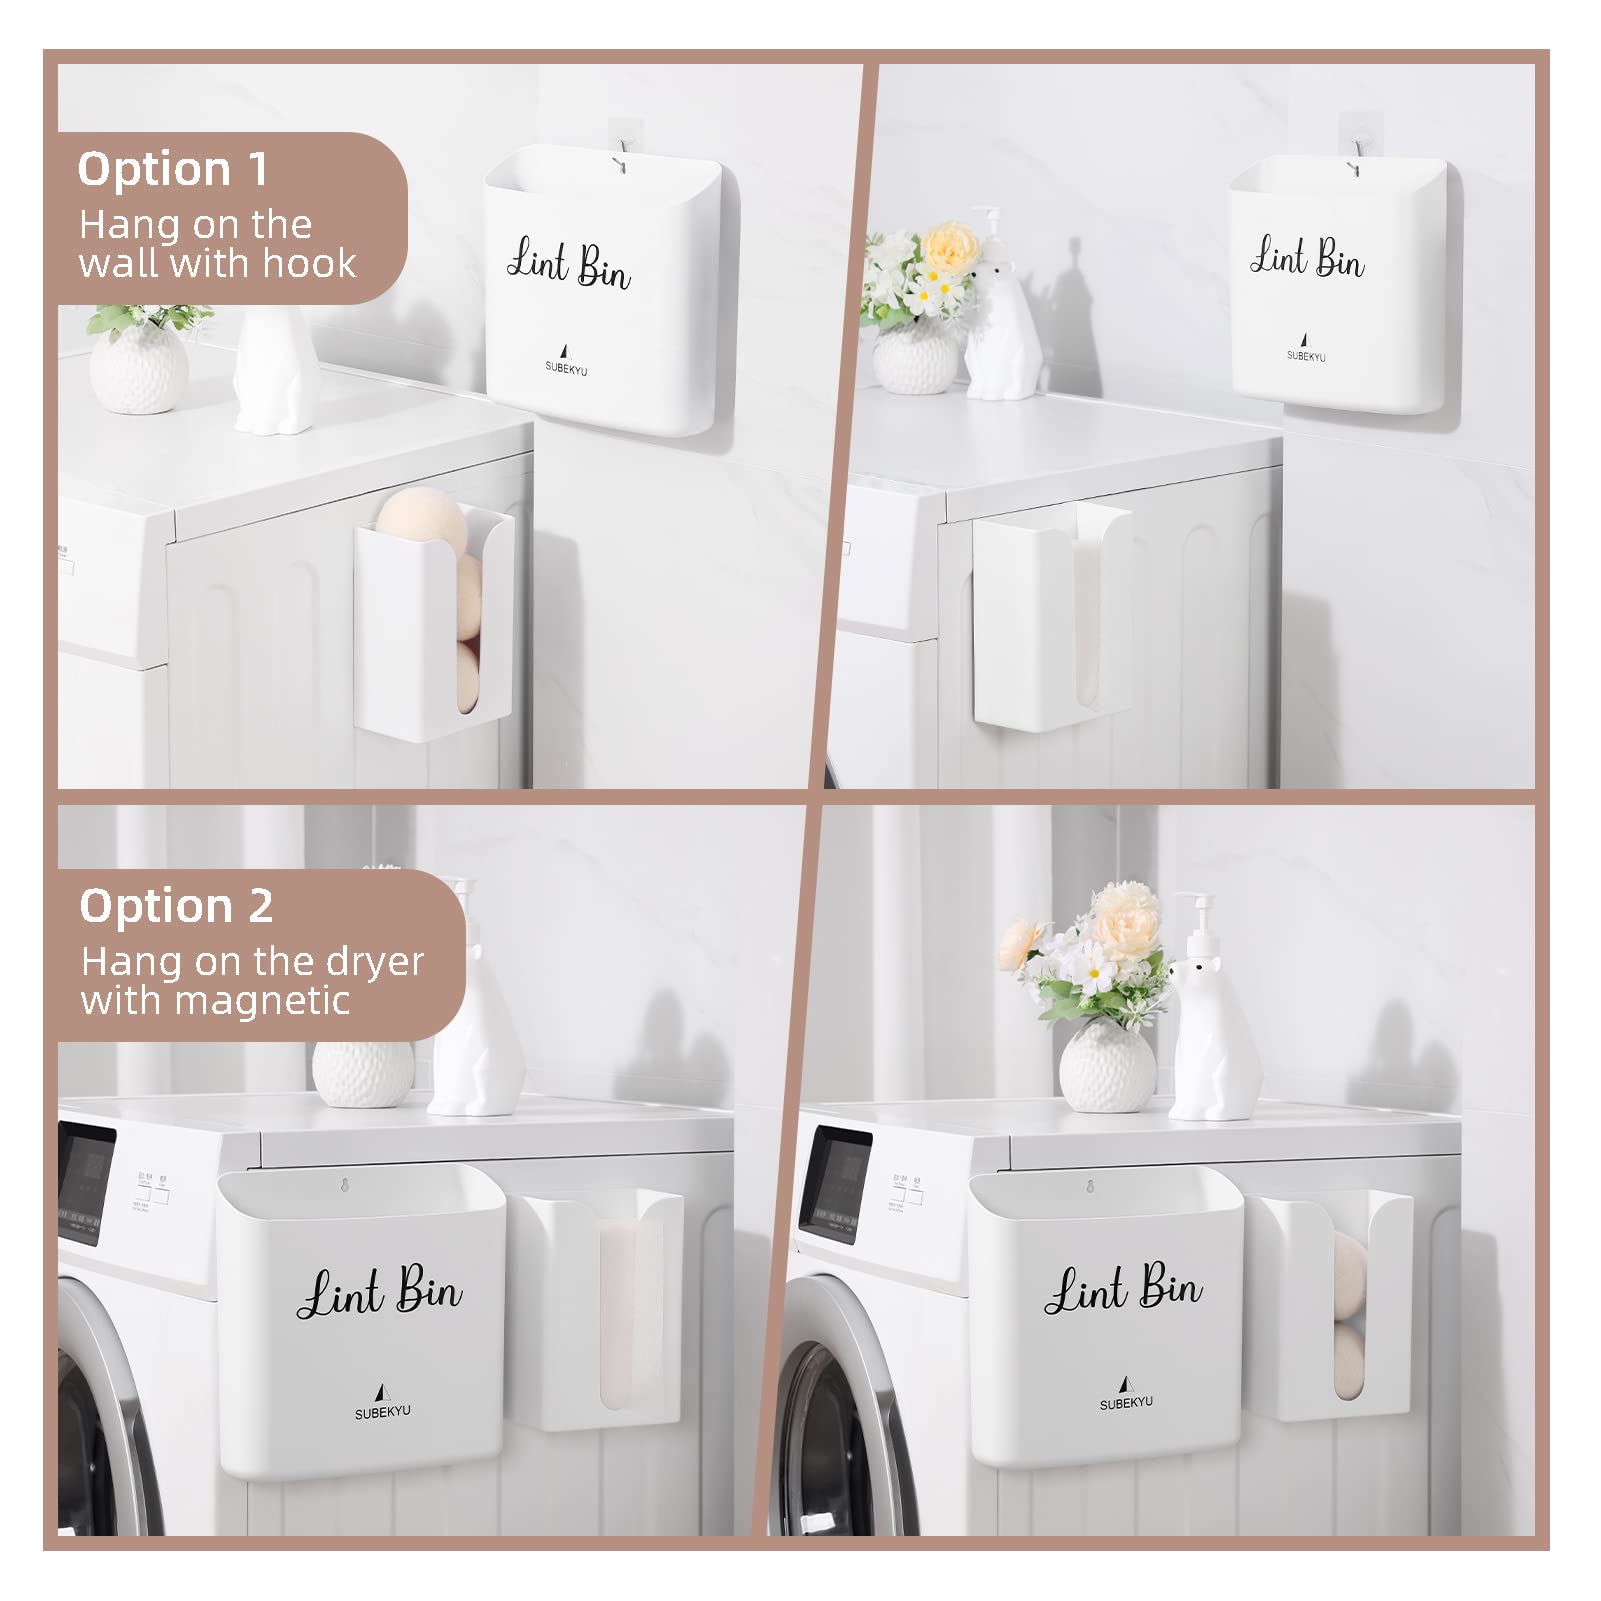 Option 1
Hang on the
wall with hook
Lint Bin
SUBEKYU
Lint Bin
SUBEKYU
Option 2
Hang on the dryer
with magnetic
Lint Bin
SUBEKYU
Lint Bin
SUBEKYU